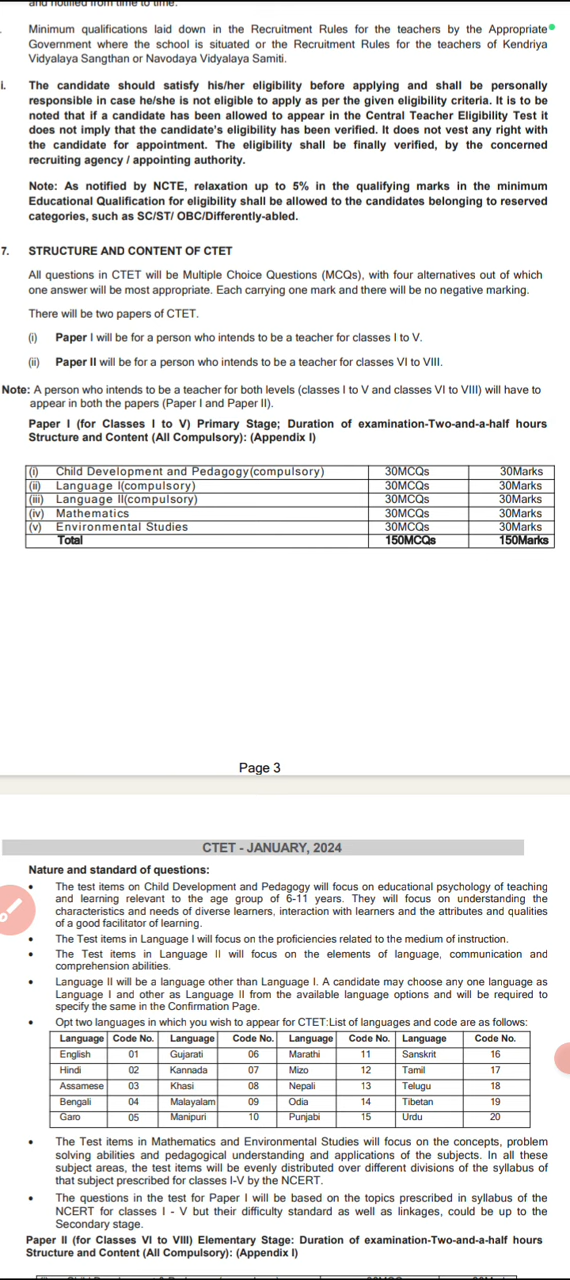 and notified from time to time.
Minimum qualifications laid down in the Recruitment Rules for the teachers by the Appropriate
Government where the school is situated or the Recruitment Rules for the teachers of Kendriya
Vidyalaya Sangthan or Navodaya Vidyalaya Samiti.
i. The candidate should satisfy his/her eligibility before applying and shall be personally
responsible in case he/she is not eligible to apply as per the given eligibility criteria. It is to be
noted that if a candidate has been allowed to appear in the Central Teacher Eligibility Test it
does not imply that the candidate's eligibility has been verified. It does not vest any right with
the candidate for appointment. The eligibility shall be finally verified, by the concerned
recruiting agency / appointing authority.
Note: As notified by NCTE, relaxation up to 5% in the qualifying marks in the minimum
Educational Qualification for eligibility shall be allowed to the candidates belonging to reserved
categories, such as SC/ST/ OBC/Differently-abled.
7. STRUCTURE AND CONTENT OF CTET
All questions in CTET will be Multiple Choice Questions (MCQs), with four alternatives out of which
one answer will be most appropriate. Each carrying one mark and there will be no negative marking.
There will be two papers of CTET.
(i) Paper I will be for a person who intends to be a teacher for classes I to V.
(ii) Paper II will be for a person who intends to be a teacher for classes VI to VIII.
Note: A person who intends to be a teacher for both levels (classes I to V and classes VI to VIII) will have to
appear in both the papers (Paper I and Paper II).
Paper I (for Classes I to V) Primary Stage; Duration of examination-Two-and-a-half hours
Structure and Content (All Compulsory): (Appendix I)
(i) Child Development and Pedagogy(compulsory) 30MCQs 30Marks
(ii) Language I(compulsory) 30MCQs 30Marks
(iii) Language II(compulsory) 30MCQs 30Marks
(iv) Mathematics 30MCQs 30Marks
(v) Environmental Studies 30MCQs 30Marks
Total 150MCQs 150Marks
Page 3
CTET - JANUARY, 2024
Nature and standard of questions:
• The test items on Child Development and Pedagogy will focus on educational psychology of teaching
and learning relevant to the age group of 6-11 years. They will focus on understanding the
characteristics and needs of diverse learners, interaction with learners and the attributes and qualities
of a good facilitator of learning.
• The Test items in Language I will focus on the proficiencies related to the medium of instruction.
• The Test items in Language II will focus on the elements of language, communication and
comprehension abilities.
• Language II will be a language other than Language I. A candidate may choose any one language as
Language I and other as Language II from the available language options and will be required to
specify the same in the Confirmation Page.
• Opt two languages in which you wish to appear for CTET:List of languages and code are as follows:
Language Code No. Language Code No. Language Code No. Language Code No.
English 01 Gujarati 06 Marathi 11 Sanskrit 16
Hindi 02 Kannada 07 Mizo 12 Tamil 17
Assamese 03 Khasi 08 Nepali 13 Telugu 18
Bengali 04 Malayalam 09 Odia 14 Tibetan 19
Garo 05 Manipuri 10 Punjabi 15 Urdu 20
• The Test items in Mathematics and Environmental Studies will focus on the concepts, problem
solving abilities and pedagogical understanding and applications of the subjects. In all these
subject areas, the test items will be evenly distributed over different divisions of the syllabus of
that subject prescribed for classes I-V by the NCERT.
• The questions in the test for Paper I will be based on the topics prescribed in syllabus of the
NCERT for classes I - V but their difficulty standard as well as linkages, could be up to the
Secondary stage.
Paper II (for Classes VI to VIII) Elementary Stage: Duration of examination-Two-and-a-half hours
Structure and Content (All Compulsory): (Appendix I)